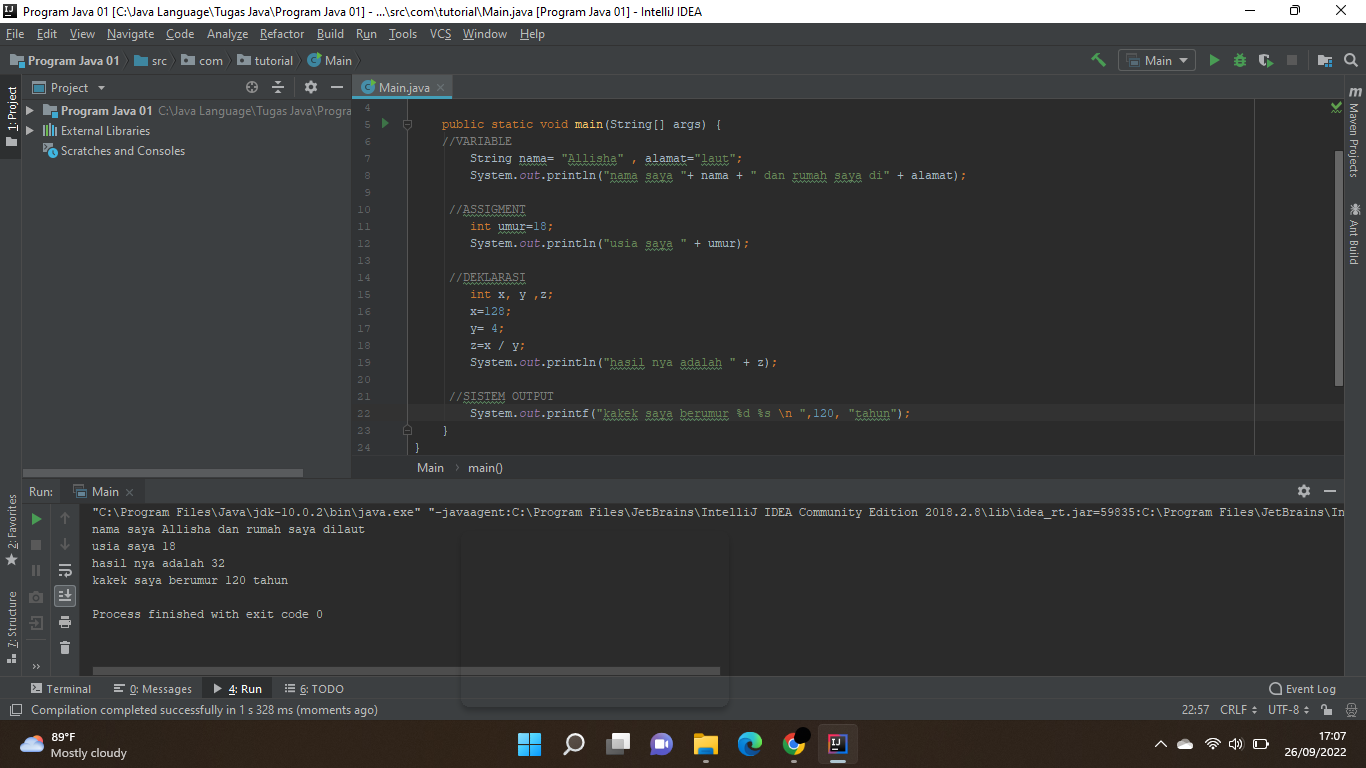 Program Java 01 [C:\Java Language\Tugas Java\Program Java 01] - ...\src\com\tutorial\Main.java [Program Java 01] - IntelliJ IDEA
File Edit View Navigate Code Analyze Refactor Build Run Tools VCS Window Help
Program Java 01 src com tutorial Main Main
1: Project
Project
Program Java 01 C:\Java Language\Tugas Java\Progra
External Libraries
Scratches and Consoles
Main.java
4
5 public static void main(String[] args) {
6 //VARIABLE
7 String nama= "Allisha" , alamat="laut";
8 System.out.println("nama saya "+ nama + " dan rumah saya di" + alamat);
9
10 //ASSIGMENT
11 int umur=18;
12 System.out.println("usia saya " + umur);
13
14 //DEKLARASI
15 int x, y ,z;
16 x=128;
17 y= 4;
18 z=x / y;
19 System.out.println("hasil nya adalah " + z);
20
21 //SISTEM OUTPUT
22 System.out.printf("kakek saya berumur %d %s \n ",120, "tahun");
23 }
24 }
Main main()
m Maven Projects
Ant Build
Run: Main
"C:\Program Files\Java\jdk-10.0.2\bin\java.exe" "-javaagent:C:\Program Files\JetBrains\IntelliJ IDEA Community Edition 2018.2.8\lib\idea_rt.jar=59835:C:\Program Files\JetBrains\In
nama saya Allisha dan rumah saya dilaut
usia saya 18
hasil nya adalah 32
kakek saya berumur 120 tahun
Process finished with exit code 0
2: Favorites
7: Structure
Terminal 0: Messages 4: Run 6: TODO Event Log
Compilation completed successfully in 1 s 328 ms (moments ago) 22:57 CRLF UTF-8
89°F
Mostly cloudy
17:07
26/09/2022